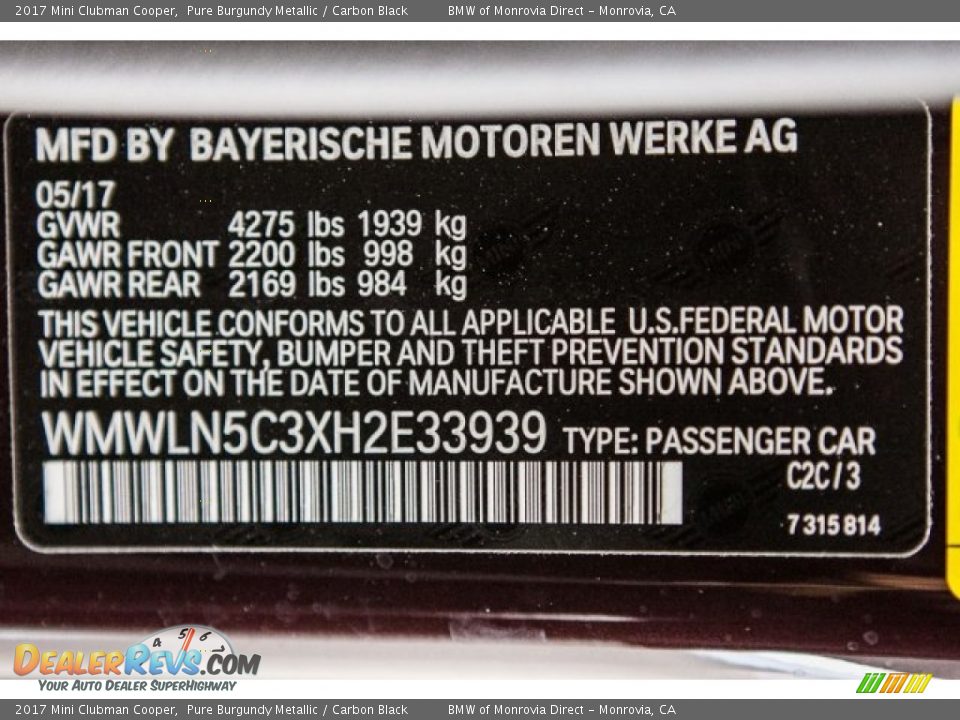 2017 Mini Clubman Cooper, Pure Burgundy Metallic / Carbon Black BMW of Monrovia Direct - Monrovia, CA
MFD BY BAYERISCHE MOTOREN WERKE AG
05/17
GVWR 4275 lbs 1939 kg
GAWR FRONT 2200 lbs 998 kg
GAWR REAR 2169 lbs 984 kg
THIS VEHICLE CONFORMS TO ALL APPLICABLE U.S.FEDERAL MOTOR
VEHICLE SAFETY, BUMPER AND THEFT PREVENTION STANDARDS
IN EFFECT ON THE DATE OF MANUFACTURE SHOWN ABOVE.
WMWLN5C3XH2E33939 TYPE: PASSENGER CAR
C2C/3
7315814
4 5 6
DEALERREVS.COM
YOUR AUTO DEALER SUPERHIGHWAY
2017 Mini Clubman Cooper, Pure Burgundy Metallic / Carbon Black BMW of Monrovia Direct - Monrovia, CA